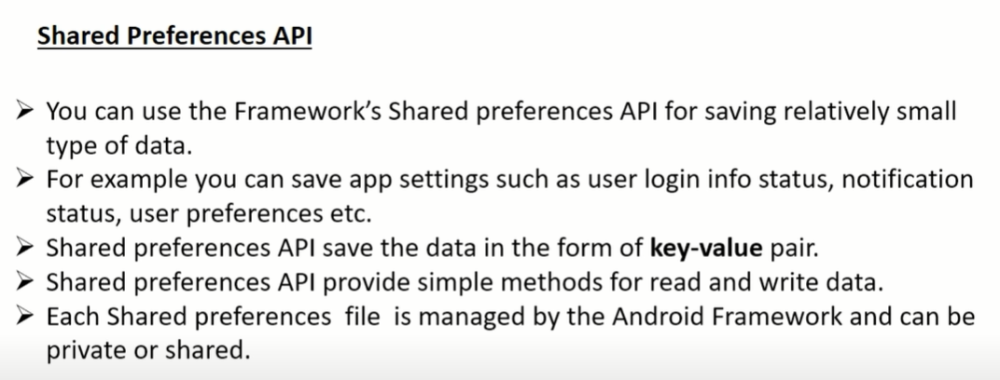 Shared Preferences API
➢ You can use the Framework's Shared preferences API for saving relatively small
type of data.
➢ For example you can save app settings such as user login info status, notification
status, user preferences etc.
➢ Shared preferences API save the data in the form of key-value pair.
➢ Shared preferences API provide simple methods for read and write data.
➢ Each Shared preferences file is managed by the Android Framework and can be
private or shared.